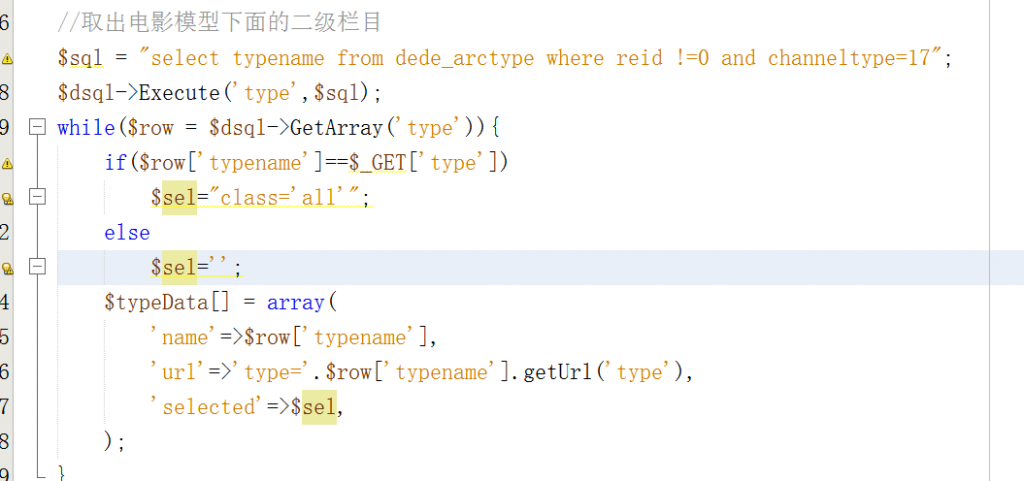 6 //取出电影模型下面的二级栏目
$sql = "select typename from dede_arctype where reid !=0 and channeltype=17";
8 $dsql->Execute('type',$sql);
9 while($row = $dsql->GetArray('type')){
if($row['typename']==$_GET['type'])
$sel="class='all'";
2 else
$sel='';
4 $typeData[] = array(
5 'name'=>$row['typename'],
6 'url'=>'type='.$row['typename'].getUrl('type'),
7 'selected'=>$sel,
8 );
9 }